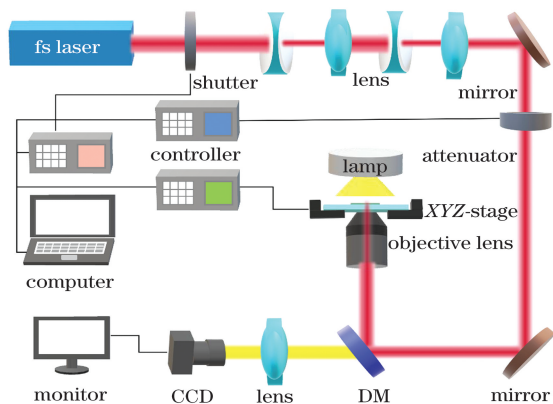 fs laser
shutter
lens
mirror
controller
attenuator
lamp
XYZ-stage
objective lens
computer
monitor
CCD
lens
DM
mirror